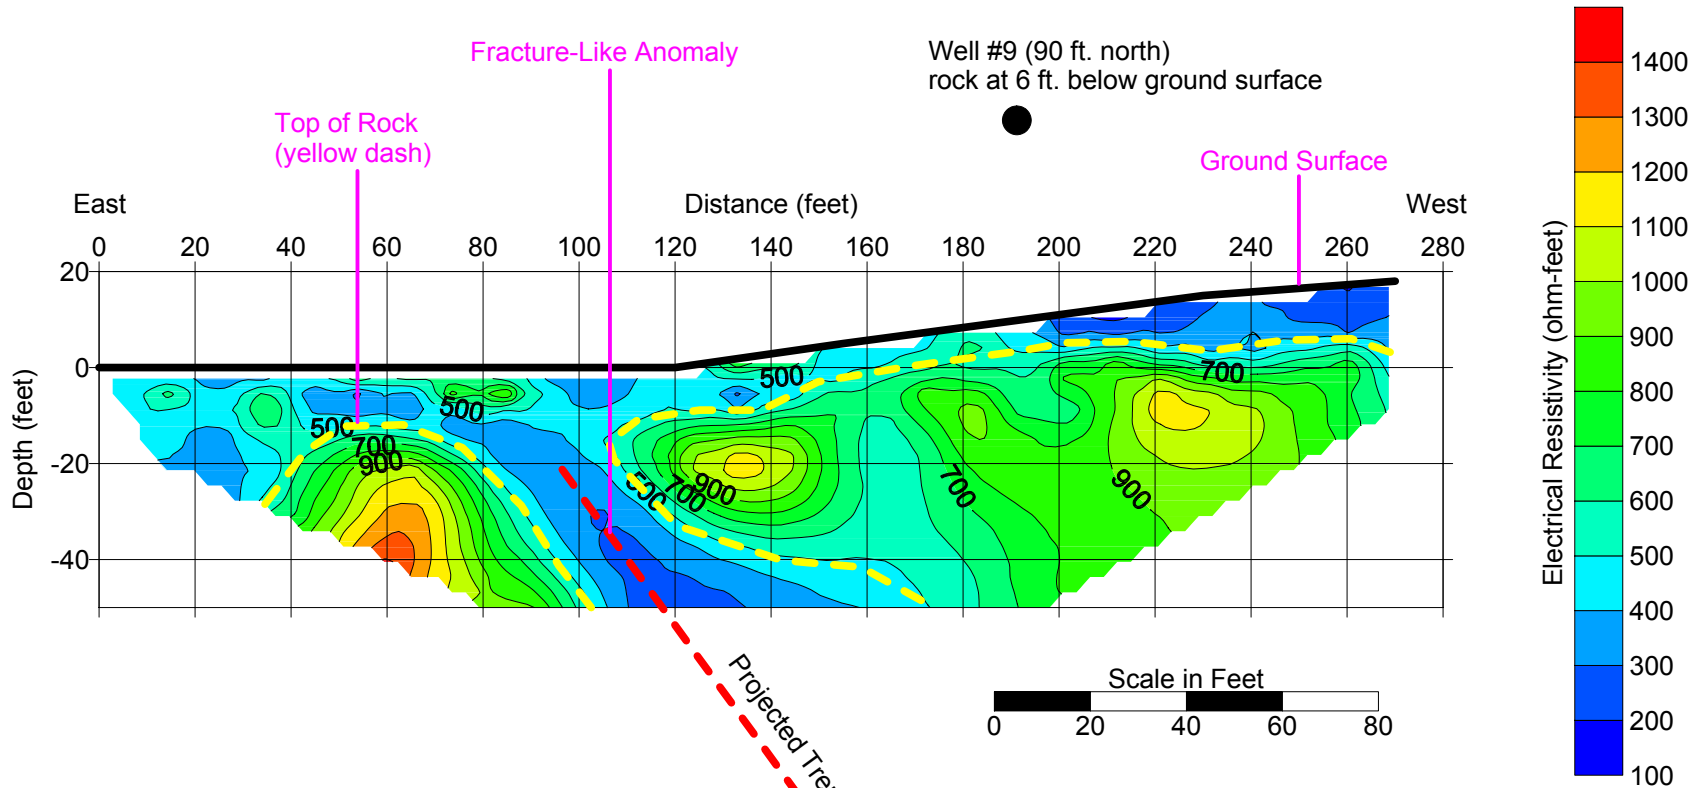 Fracture-Like Anomaly
Well #9 (90 ft. north)
rock at 6 ft. below ground surface
Top of Rock
(yellow dash)
Ground Surface
East
Distance (feet)
West
0 20 40 60 80 100 120 140 160 180 200 220 240 260 280
20
0
-20
-40
Depth (feet)
500
700
900
500
500
700
900
500
700
900
700
Projected
Scale in Feet
0 20 40 60 80
Electrical Resistivity (ohm-feet)
1400
1300
1200
1100
1000
900
800
700
600
500
400
300
200
100